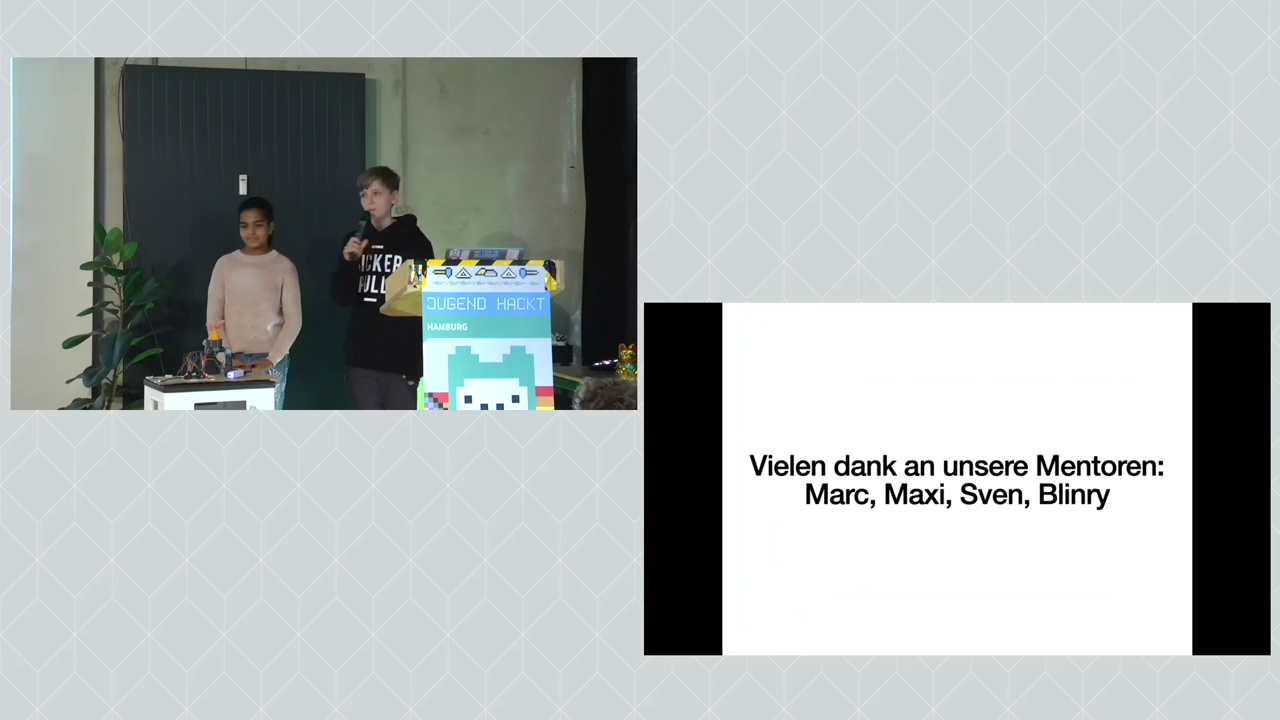 JUGEND HACKT
HAMBURG
Vielen dank an unsere Mentoren:
Marc, Maxi, Sven, Blinry